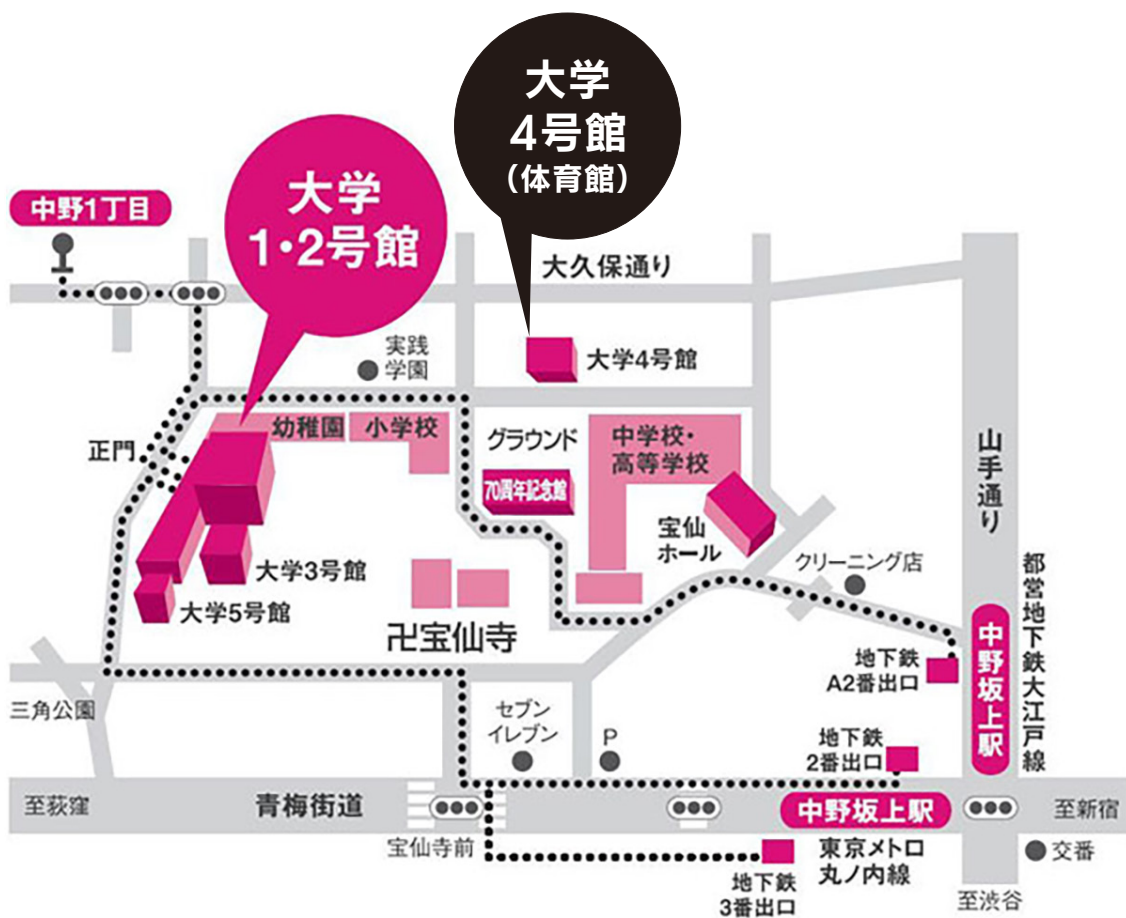 大学
4号館
（体育館）
大学
1・2号館
中野1丁目
大久保通り
実践
学園
大学4号館
正門
幼稚園
小学校
グラウンド
中学校・
高等学校
70周年記念館
宝仙
ホール
山手通り
クリーニング店
大学3号館
大学5号館
卍宝仙寺
地下鉄
A2番出口
中野坂上駅
都営地下鉄大江戸線
三角公園
セブン
イレブン
P
地下鉄
2番出口
至荻窪
青梅街道
中野坂上駅
至新宿
宝仙寺前
東京メトロ
丸ノ内線
交番
地下鉄
3番出口
至渋谷